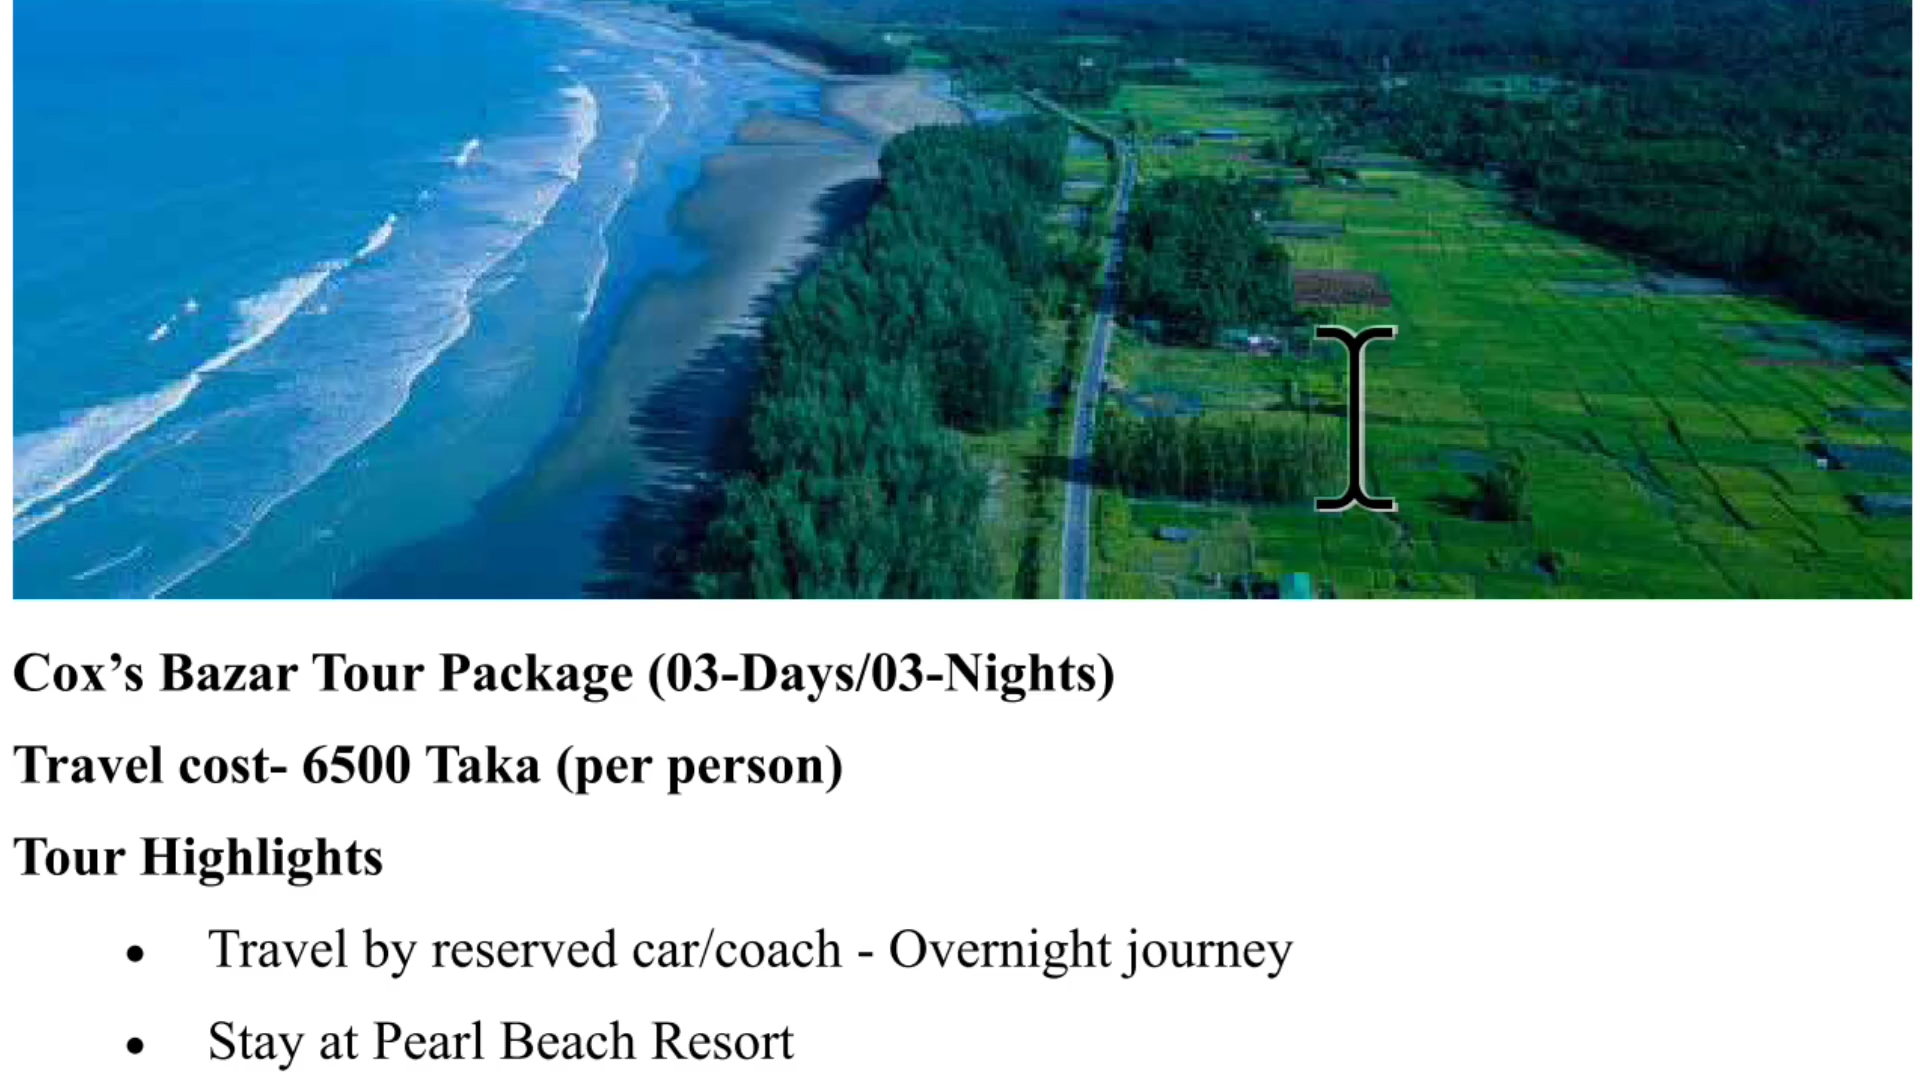 Cox’s Bazar Tour Package (03-Days/03-Nights)
Travel cost- 6500 Taka (per person)
Tour Highlights
• Travel by reserved car/coach - Overnight journey
• Stay at Pearl Beach Resort